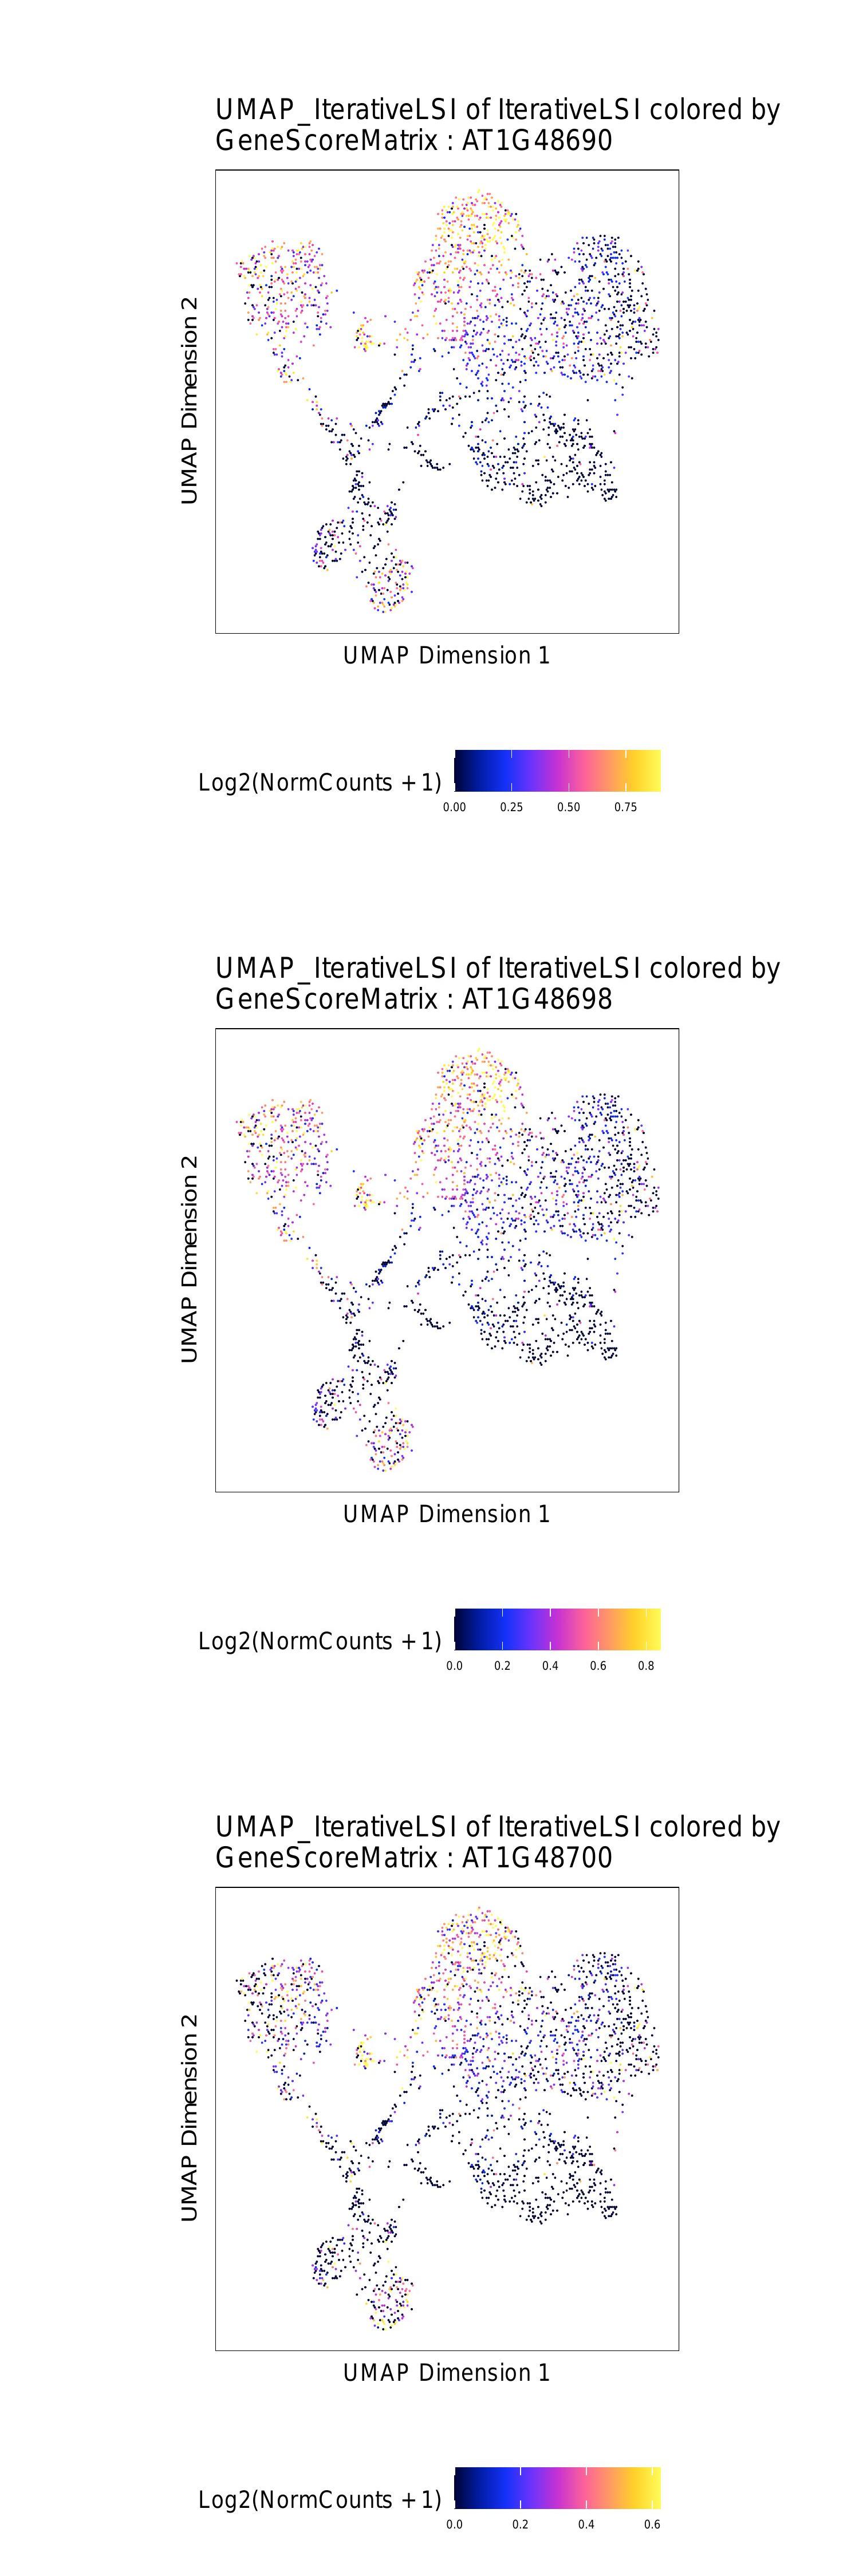 UMAP_IterativeLSI of IterativeLSI colored by
GeneScoreMatrix : AT1G48690
UMAP Dimension 2
UMAP Dimension 1
Log2(NormCounts +1)
0.00 0.25 0.50 0.75
UMAP_IterativeLSI of IterativeLSI colored by
GeneScoreMatrix : AT1G48698
UMAP Dimension 2
UMAP Dimension 1
Log2(NormCounts +1)
0.0 0.2 0.4 0.6 0.8
UMAP_IterativeLSI of IterativeLSI colored by
GeneScoreMatrix : AT1G48700
UMAP Dimension 2
UMAP Dimension 1
Log2(NormCounts +1)
0.0 0.2 0.4 0.6